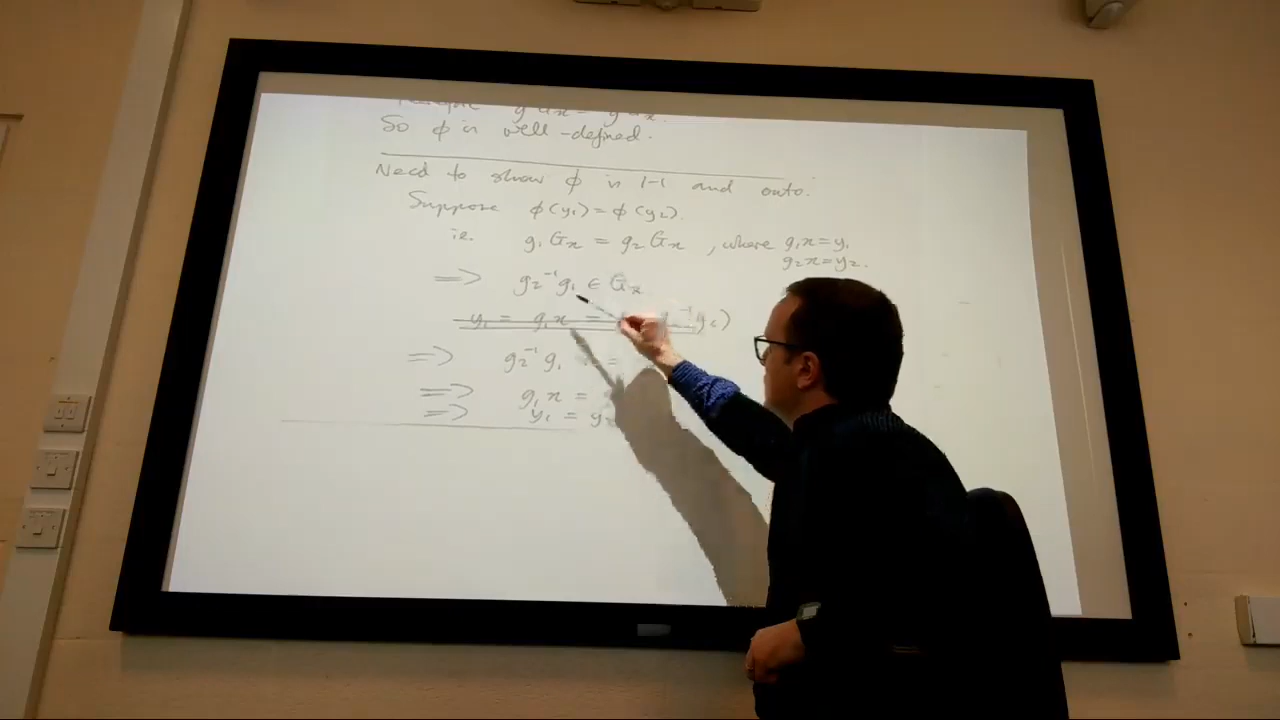 So φ is well-defined.
Need to show φ is 1-1 and onto.
Suppose φ(y₁) = φ(y₂).
i.e. g₁Gₓ = g₂Gₓ, where g₁x = y₁
g₂x = y₂.
=> g₂⁻¹g₁ ∈ Gₓ
y₁ = g₁x =
=> g₂⁻¹g₁
=> g₁x =
=> y₁ = y₂